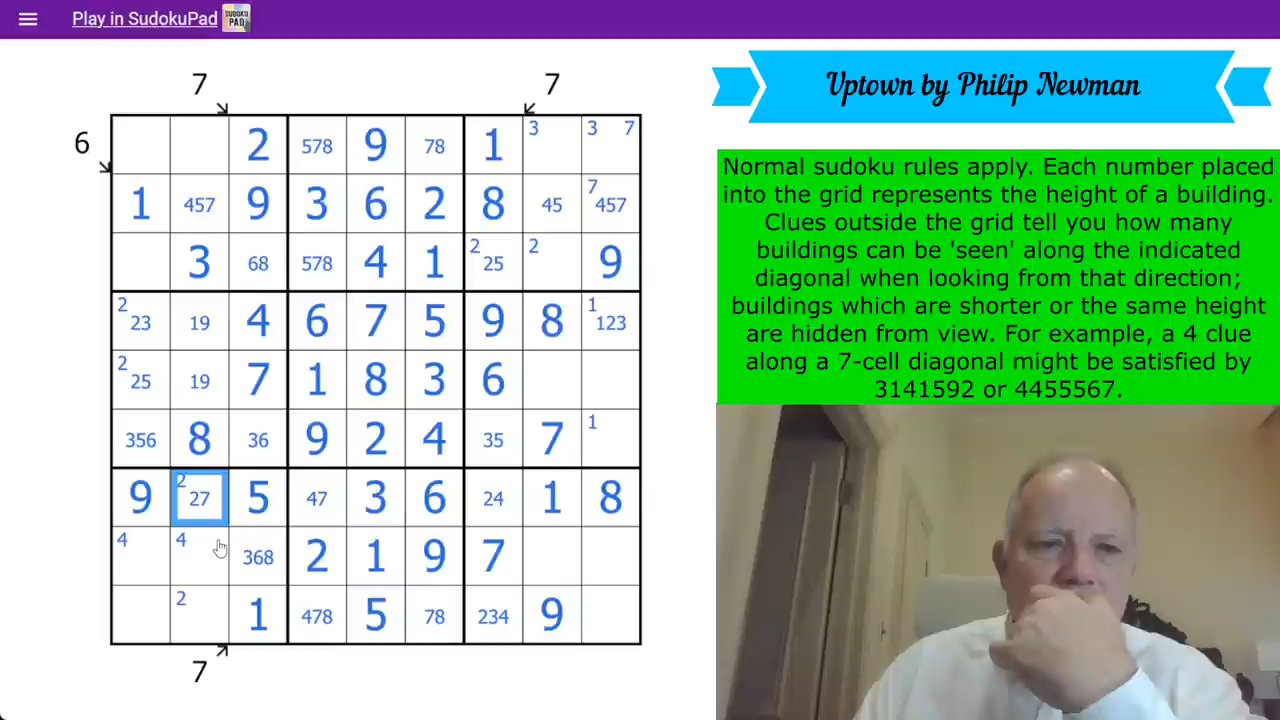 Play in SudokuPad
SUDOKU PAD
Uptown by Philip Newman
Normal sudoku rules apply. Each number placed
into the grid represents the height of a building.
Clues outside the grid tell you how many
buildings can be 'seen' along the indicated
diagonal when looking from that direction;
buildings which are shorter or the same height
are hidden from view. For example, a 4 clue
along a 7-cell diagonal might be satisfied by
3141592 or 4455567.
7 7
6
2 578 9 78 1 3 3 7
1 457 9 3 6 2 8 45 7 457
3 68 578 4 1 2 25 2 9
2 23 19 4 6 7 5 9 8 1 123
2 25 19 7 1 8 3 6
356 8 36 9 2 4 35 7 1
9 2 27 5 47 3 6 24 1 8
4 4 368 2 1 9 7
2 1 478 5 78 234 9
7